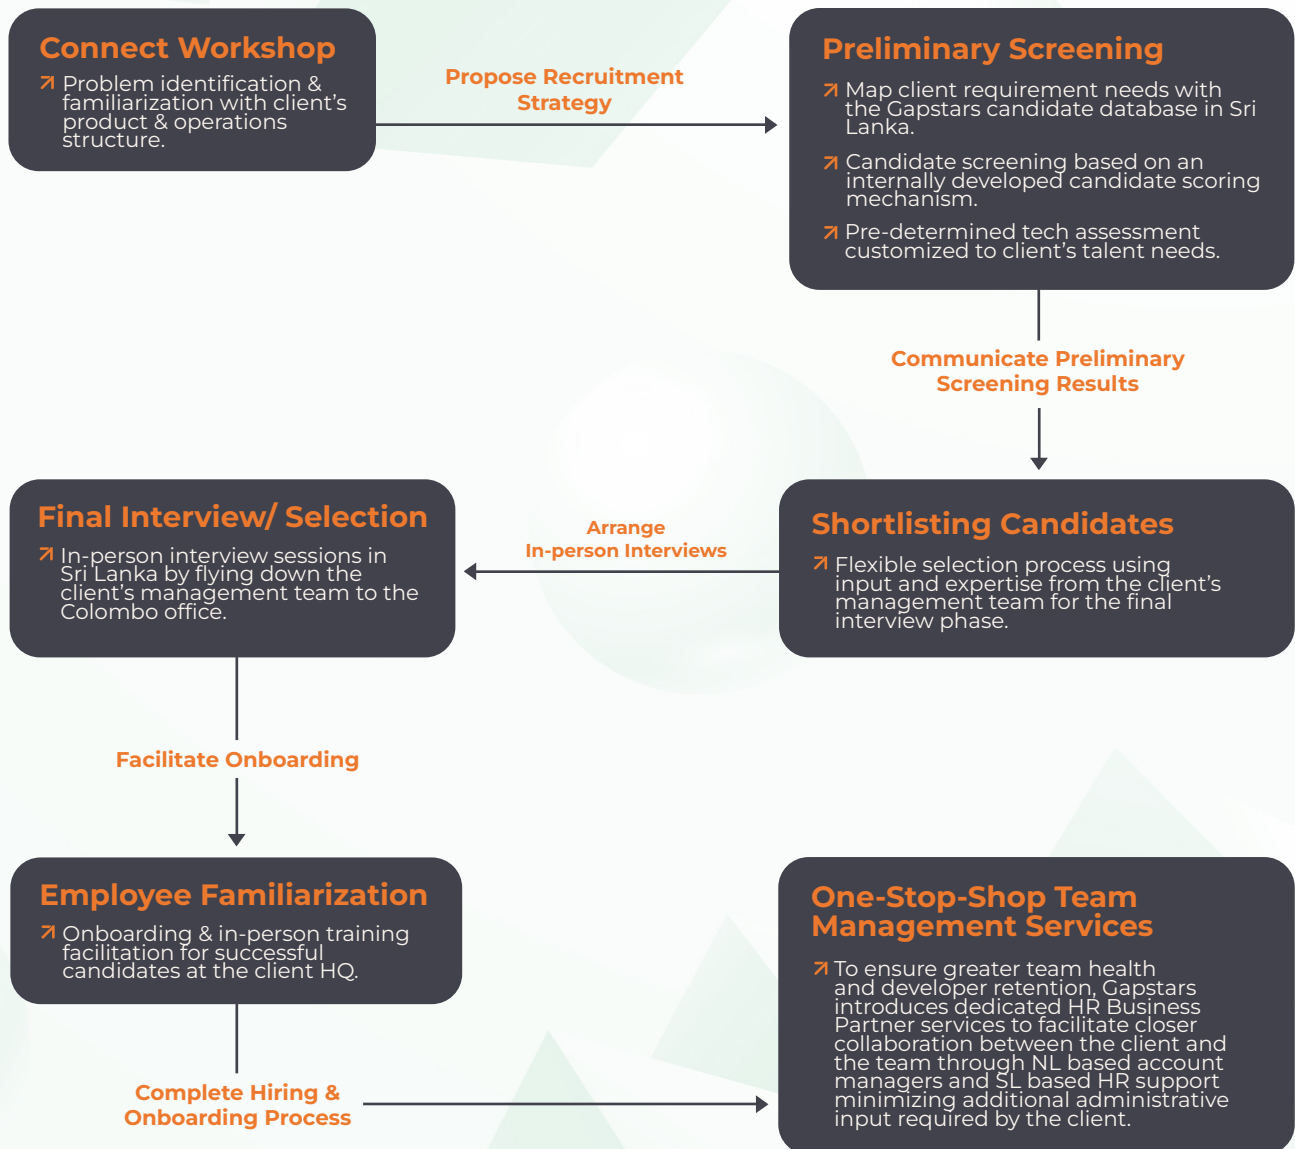 Connect Workshop
Problem identification &
familiarization with client’s
product & operations
structure.
Propose Recruitment
Strategy
Preliminary Screening
Map client requirement needs with
the Gapstars candidate database in Sri
Lanka.
Candidate screening based on an
internally developed candidate scoring
mechanism.
Pre-determined tech assessment
customized to client’s talent needs.
Communicate Preliminary
Screening Results
Shortlisting Candidates
Flexible selection process using
input and expertise from the client’s
management team for the final
interview phase.
Arrange
In-person Interviews
Final Interview/ Selection
In-person interview sessions in
Sri Lanka by flying down the
client’s management team to the
Colombo office.
Facilitate Onboarding
Employee Familiarization
Onboarding & in-person training
facilitation for successful
candidates at the client HQ.
Complete Hiring &
Onboarding Process
One-Stop-Shop Team
Management Services
To ensure greater team health
and developer retention, Gapstars
introduces dedicated HR Business
Partner services to facilitate closer
collaboration between the client and
the team through NL based account
managers and SL based HR support
minimizing additional administrative
input required by the client.